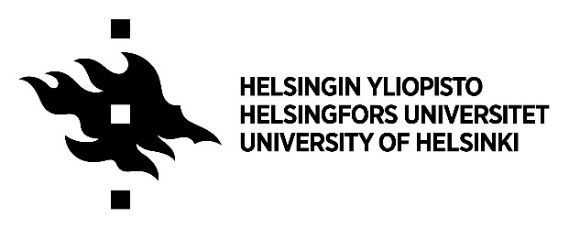 HELSINGIN YLIOPISTO
HELSINGFORS UNIVERSITET
UNIVERSITY OF HELSINKI